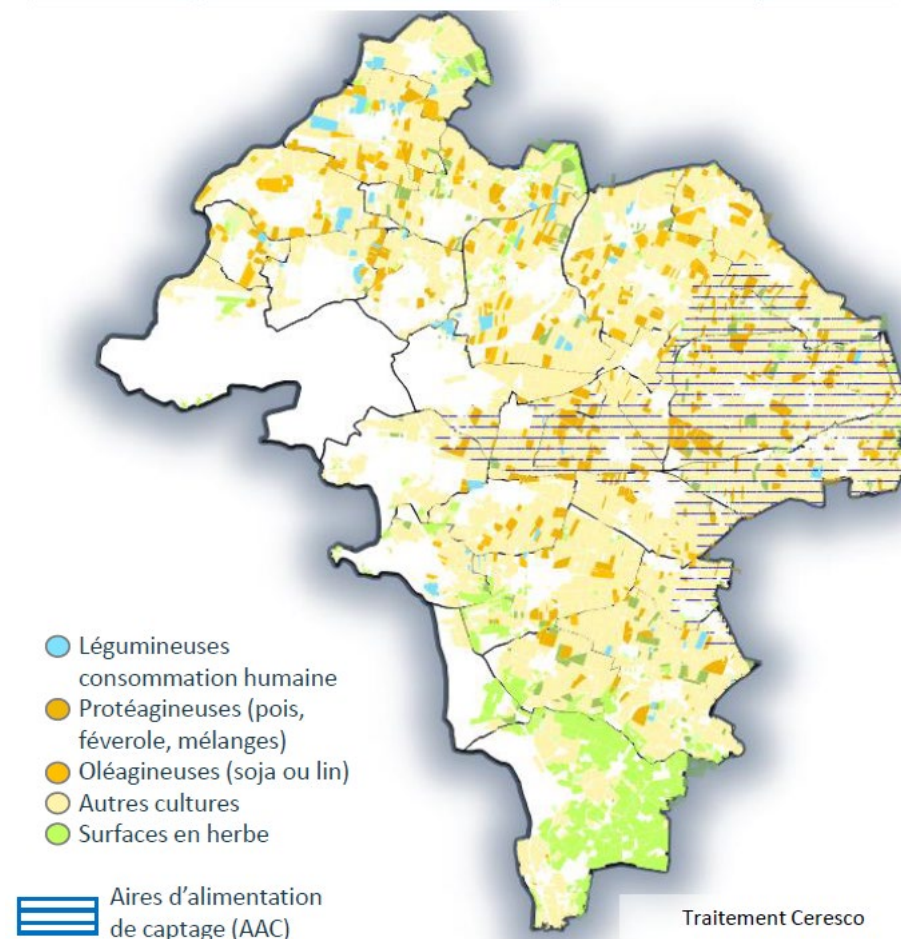 Légumineuses
consommation humaine
Protéagineuses (pois,
féverole, mélanges)
Oléagineuses (soja ou lin)
Autres cultures
Surfaces en herbe
Aires d’alimentation
de captage (AAC)
Traitement Ceresco